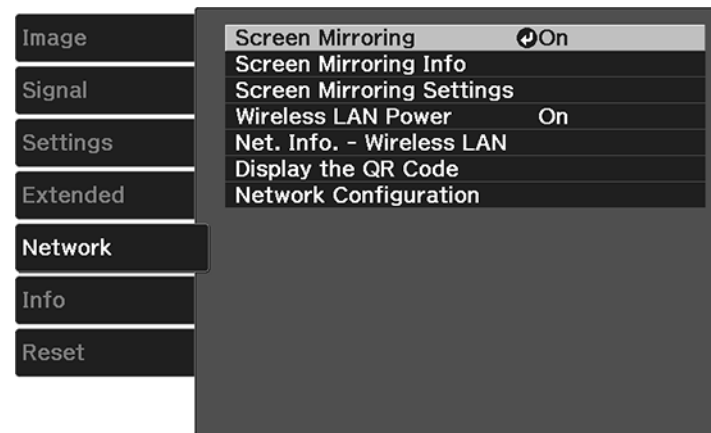 Image
Signal
Settings
Extended
Network
Info
Reset
Screen Mirroring On
Screen Mirroring Info
Screen Mirroring Settings
Wireless LAN Power On
Net. Info. - Wireless LAN
Display the QR Code
Network Configuration